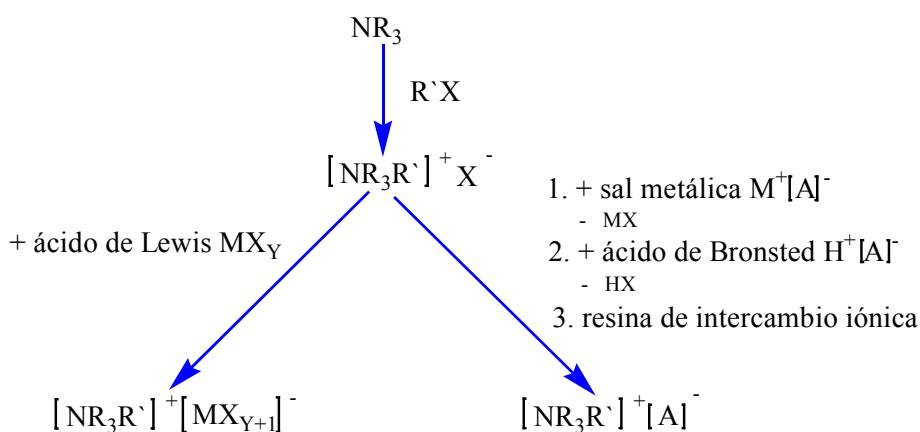 NR3
R`X
[NR3R`]+ X-
1. + sal metálica M+[A]-
- MX
+ ácido de Lewis MXY
2. + ácido de Bronsted H+[A]-
- HX
3. resina de intercambio iónica
[NR3R`]+[MXY+1]-
[NR3R`]+[A]-